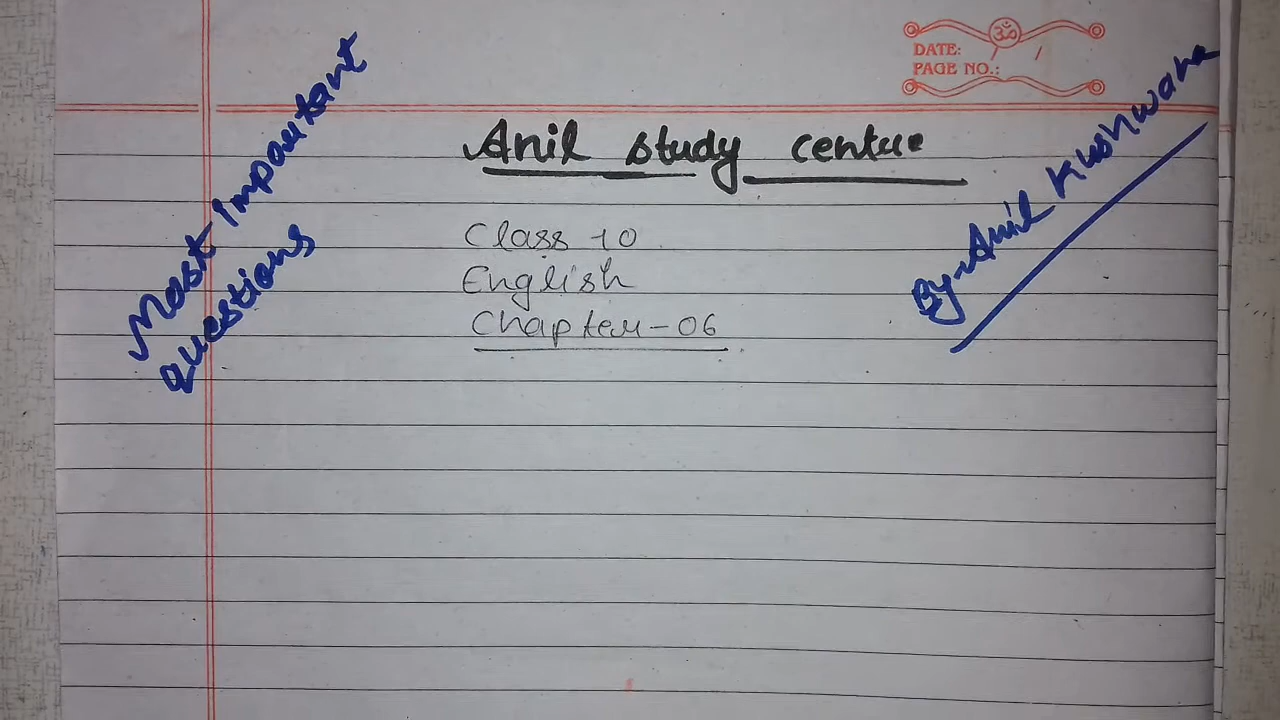 ॐ
DATE: / /
PAGE NO.:
Anil study centre
Class 10
English
Chapter-06
Most Important
Questions
By-Anil Kushwaha